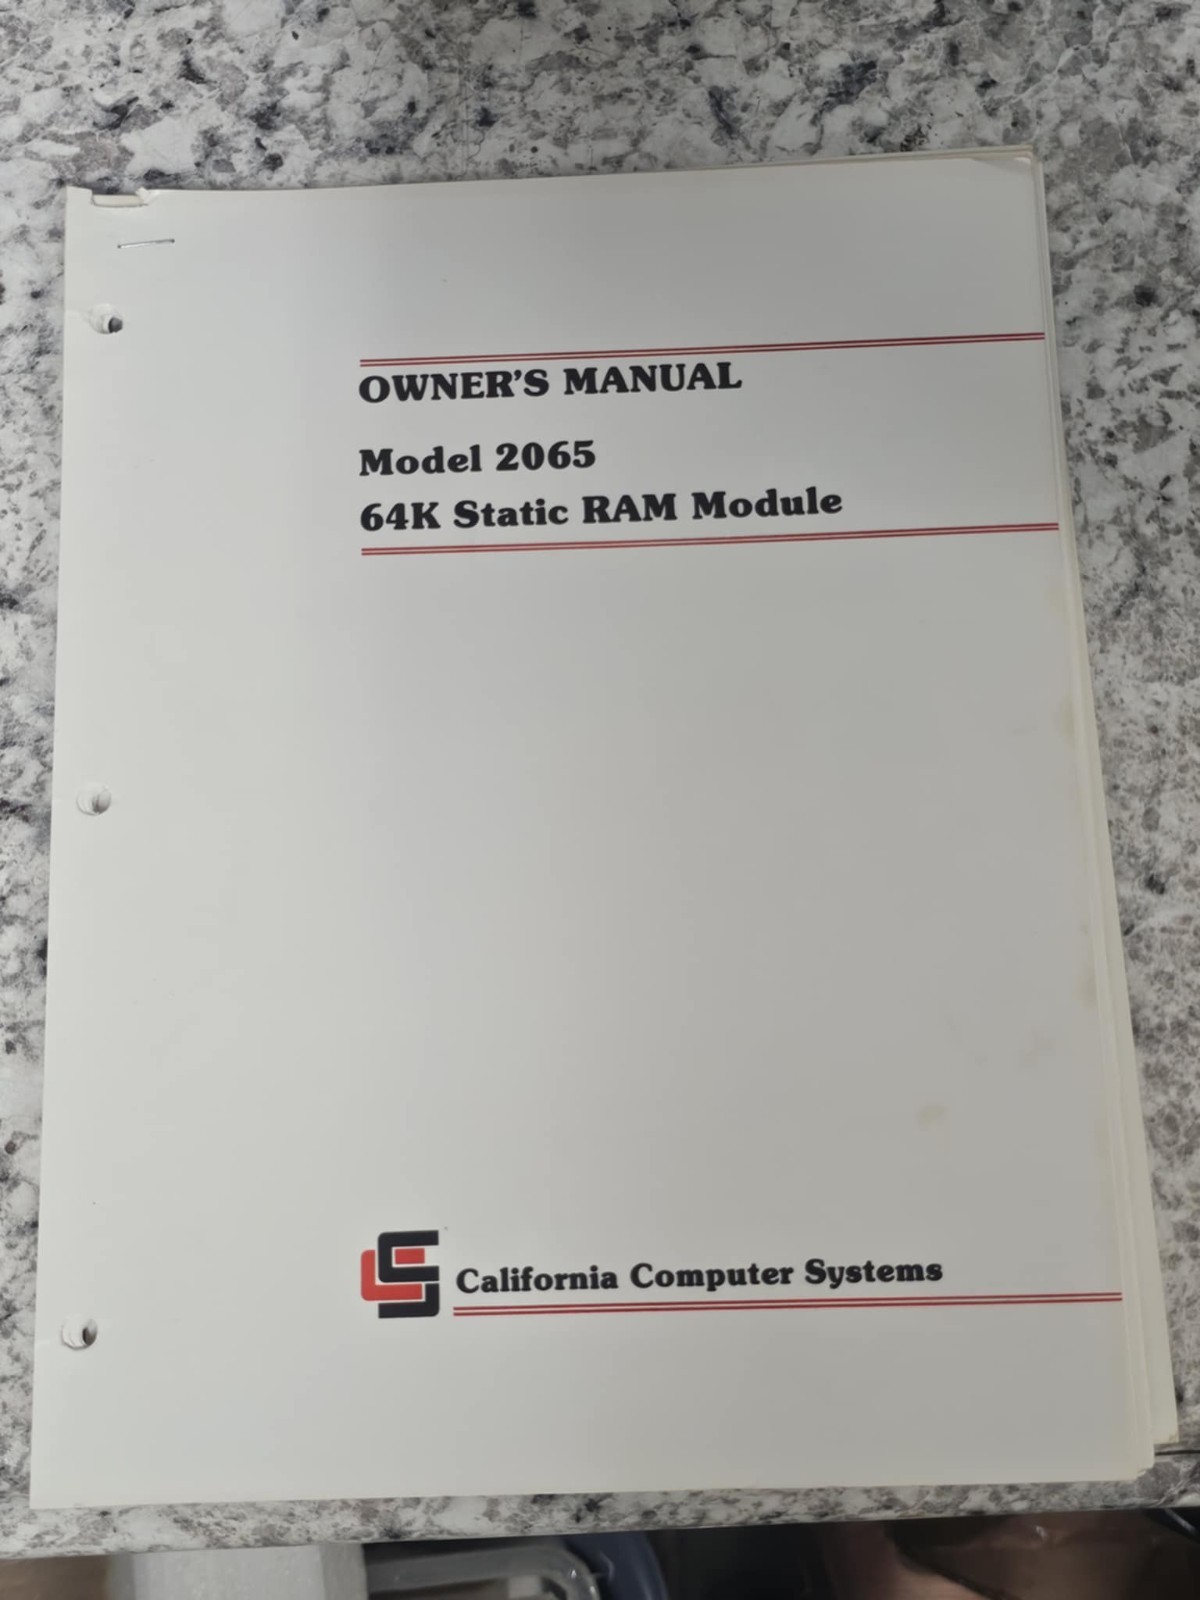 OWNER'S MANUAL
Model 2065
64K Static RAM Module
California Computer Systems